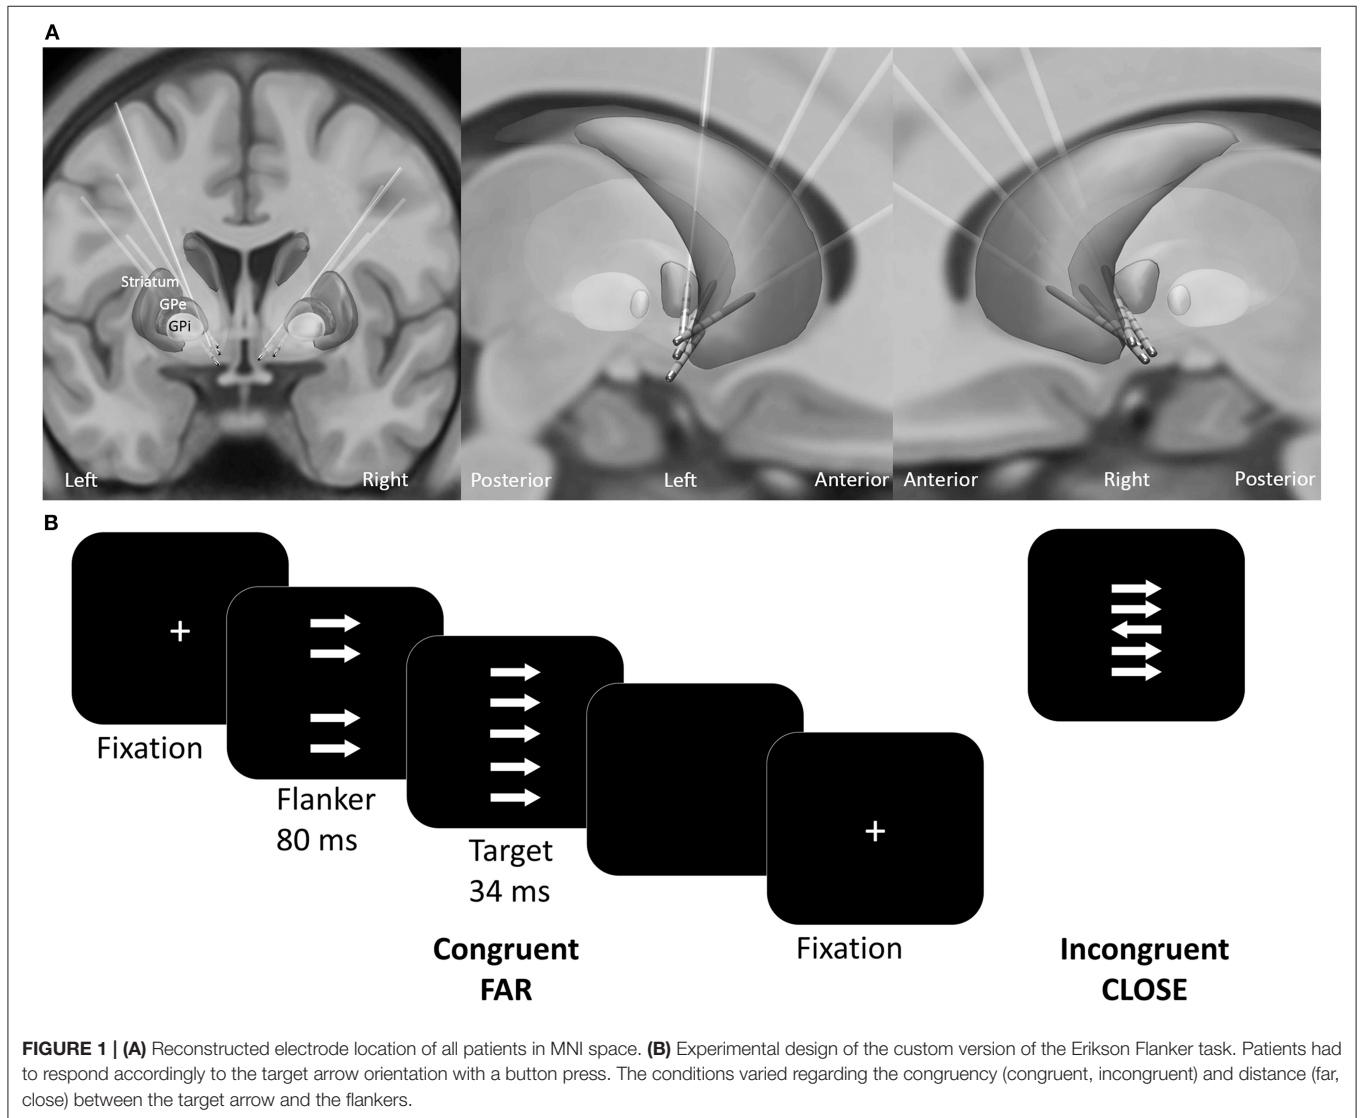 A
Striatum
GPe
GPi
Left
Right
Posterior
Left
Anterior
Anterior
Right
Posterior
B
Fixation
Flanker
80 ms
Target
34 ms
Congruent
FAR
Fixation
Incongruent
CLOSE
FIGURE 1 | (A) Reconstructed electrode location of all patients in MNI space. (B) Experimental design of the custom version of the Erikson Flanker task. Patients had
to respond accordingly to the target arrow orientation with a button press. The conditions varied regarding the congruency (congruent, incongruent) and distance (far,
close) between the target arrow and the flankers.